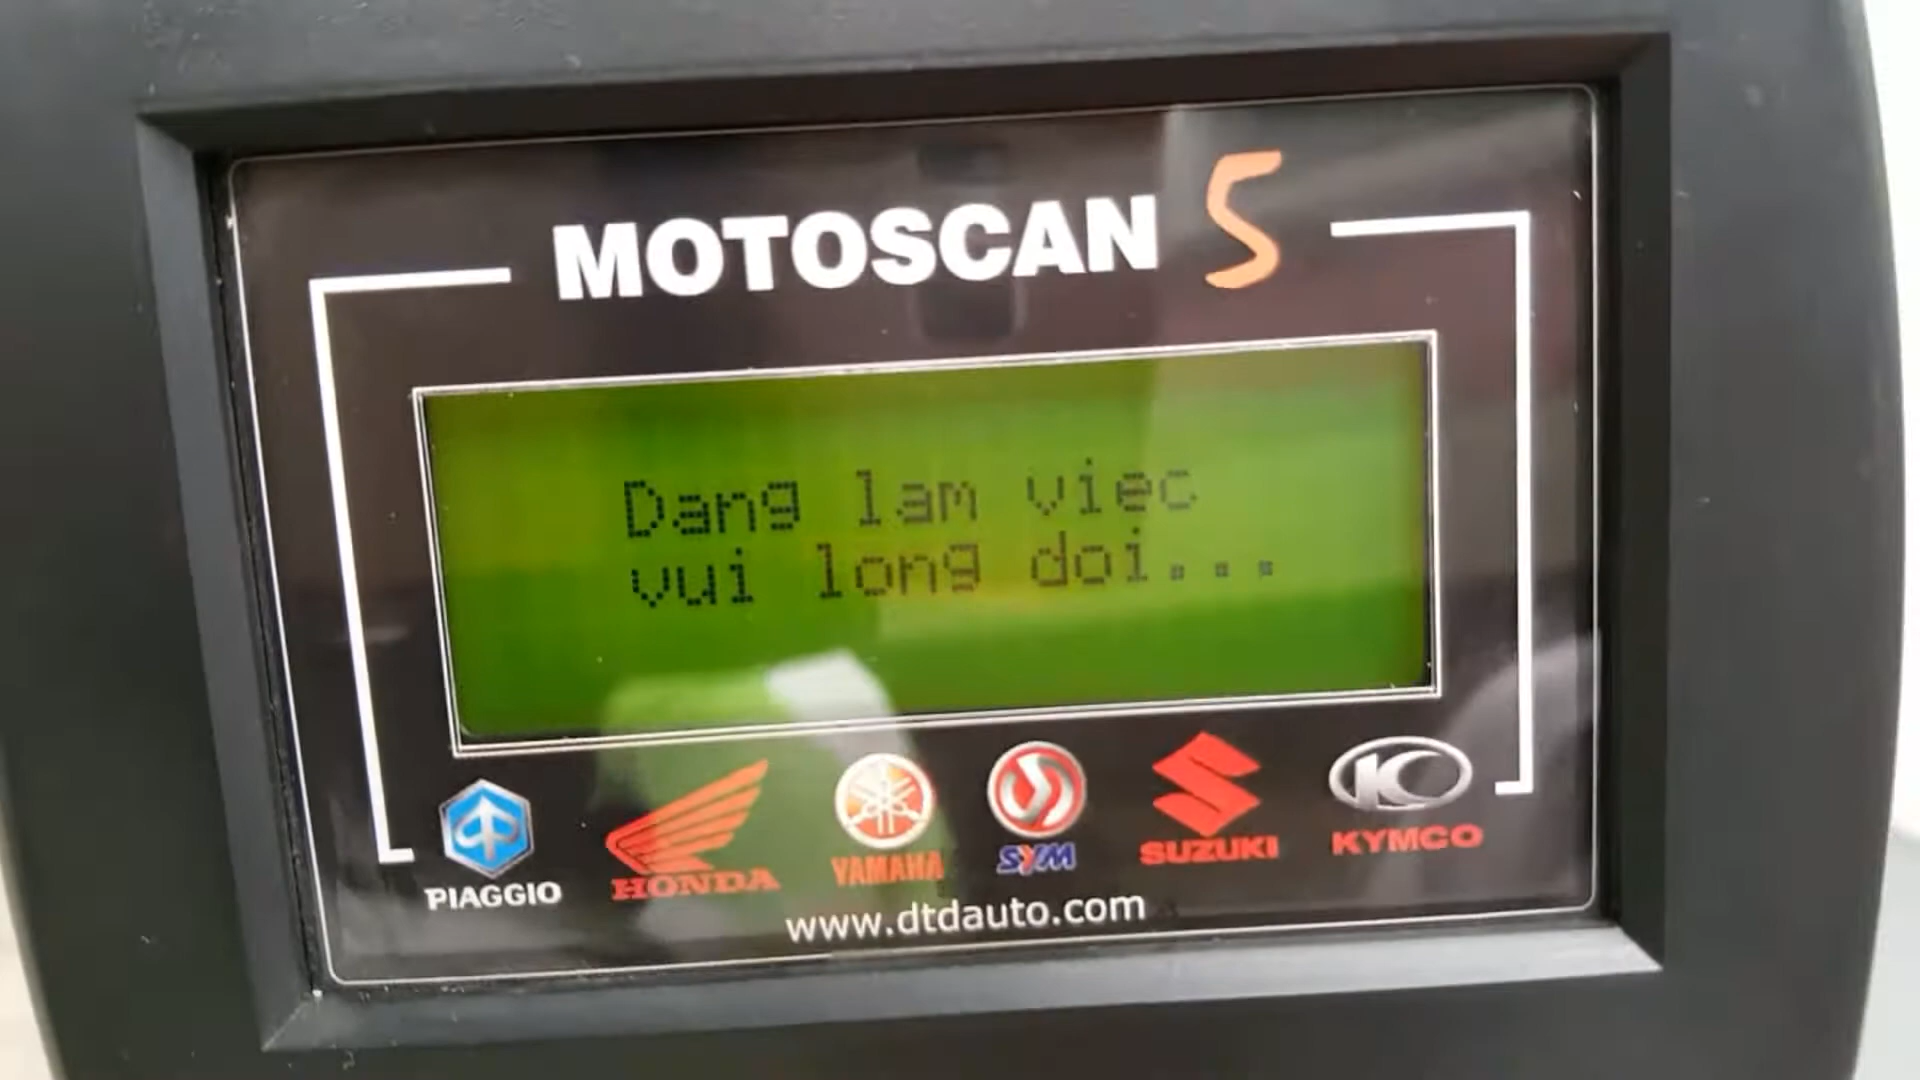 MOTOSCAN 5
Dang lam viec
vui long doi...
PIAGGIO
HONDA
YAMAHA
SYM
SUZUKI
KYMCO
www.dtdauto.com